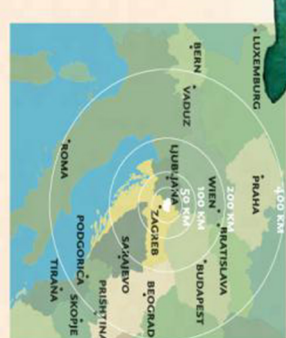 LUXEMBURG
PRAHA
400 KM
BERN
VADUZ
WIEN
BRATISLAVA
200 KM
BUDAPEST
100 KM
50 KM
LJUBLJANA
ZAGREB
BEOGRAD
SARAJEVO
ROMA
PODGORICA
PRISHTINA
TIRANA
SKOPJE